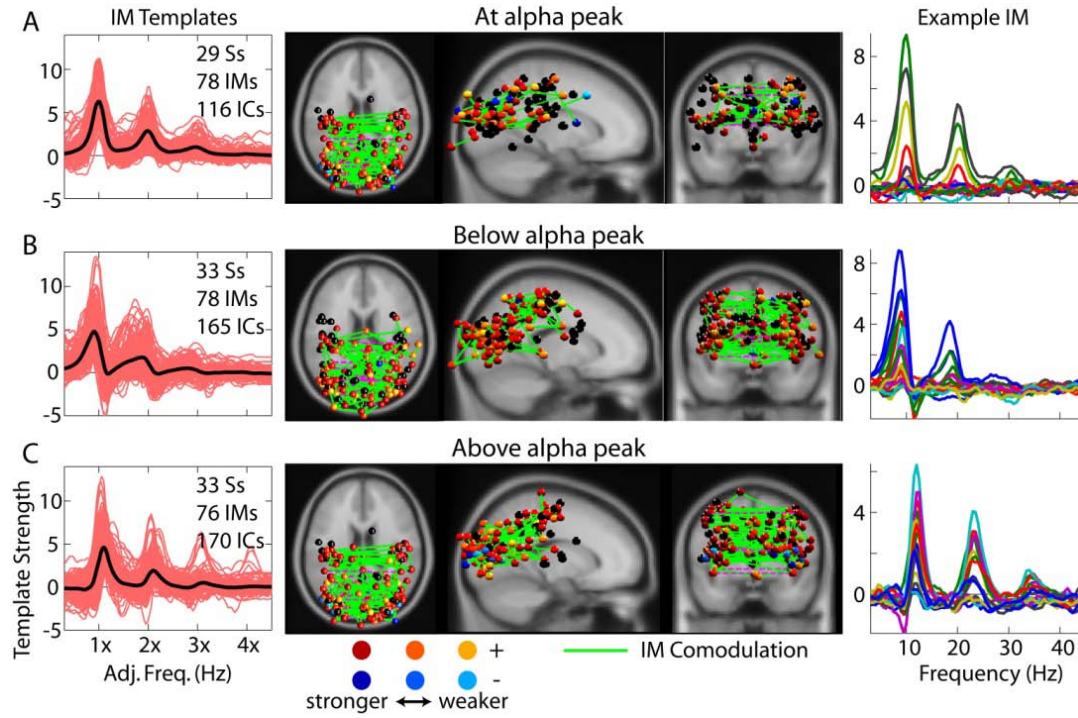 A
IM Templates
At alpha peak
Example IM
10
5
0
-5
29 Ss
78 IMs
116 ICs
8
4
0
B
Below alpha peak
10
5
0
-5
33 Ss
78 IMs
165 ICs
8
4
0
C
Above alpha peak
Template Strength
10
5
0
-5
33 Ss
76 IMs
170 ICs
4
0
1x 2x 3x 4x
Adj. Freq. (Hz)
10 20 30 40
Frequency (Hz)
+
IM Comodulation
-
stronger weaker